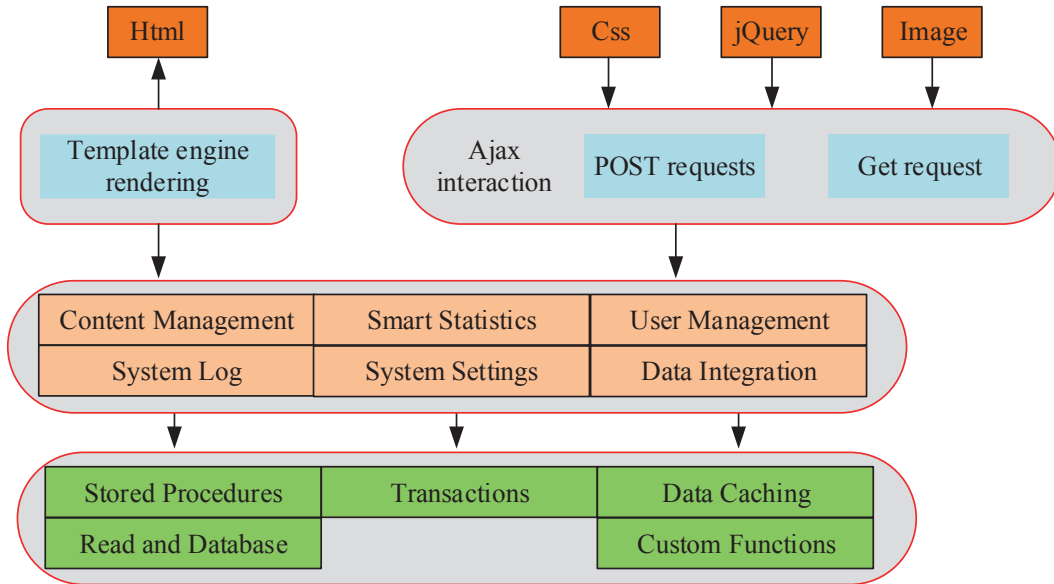 Html
Css
jQuery
Image
Template engine
rendering
Ajax
interaction
POST requests
Get request
Content Management
Smart Statistics
User Management
System Log
System Settings
Data Integration
Stored Procedures
Transactions
Data Caching
Read and Database
Custom Functions